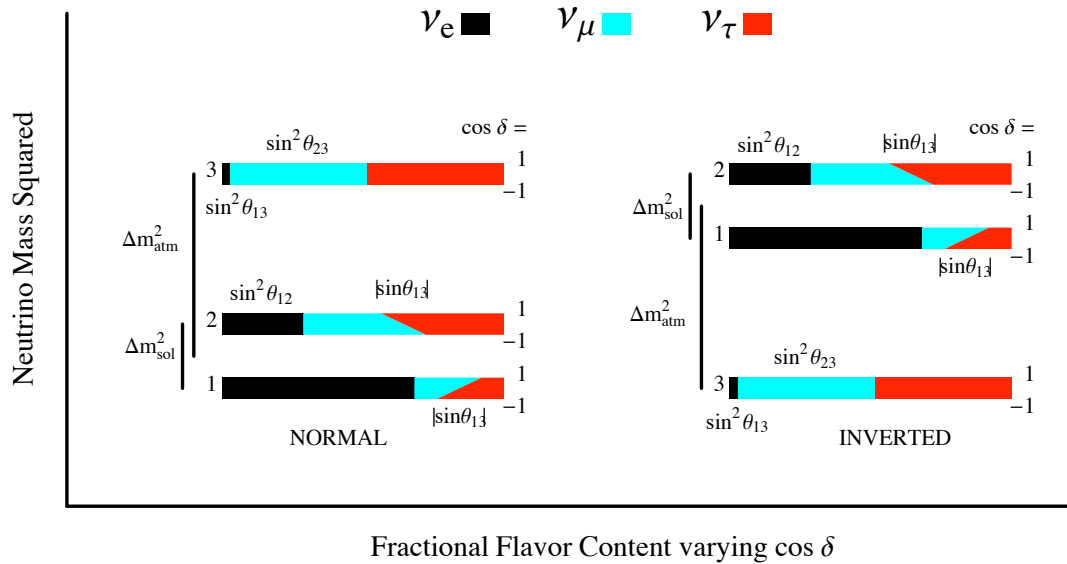 νe νμ ντ
Neutrino Mass Squared
cos δ =
sin²θ23
3
1
−1
sin²θ13
Δm²atm
sin²θ12
|sinθ13|
2
1
−1
Δm²sol
1
1
−1
|sinθ13|
NORMAL
cos δ =
sin²θ12
|sinθ13|
2
1
−1
Δm²sol
1
1
−1
|sinθ13|
Δm²atm
sin²θ23
3
1
−1
sin²θ13
INVERTED
Fractional Flavor Content varying cos δ